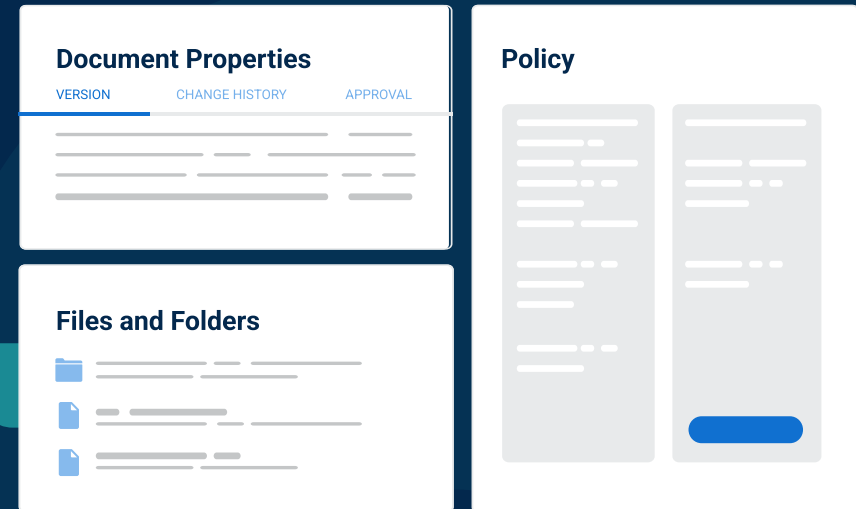 Document Properties
VERSION CHANGE HISTORY APPROVAL
Files and Folders
Policy